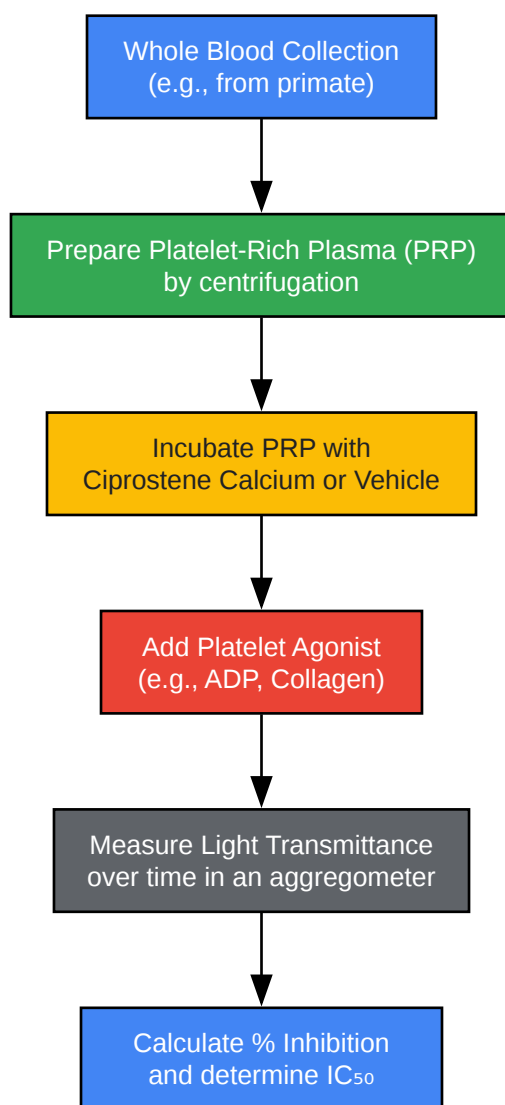 Whole Blood Collection
(e.g., from primate)
Prepare Platelet-Rich Plasma (PRP)
by centrifugation
Incubate PRP with
Ciprostene Calcium or Vehicle
Add Platelet Agonist
(e.g., ADP, Collagen)
Measure Light Transmittance
over time in an aggregometer
Calculate % Inhibition
and determine IC₅₀